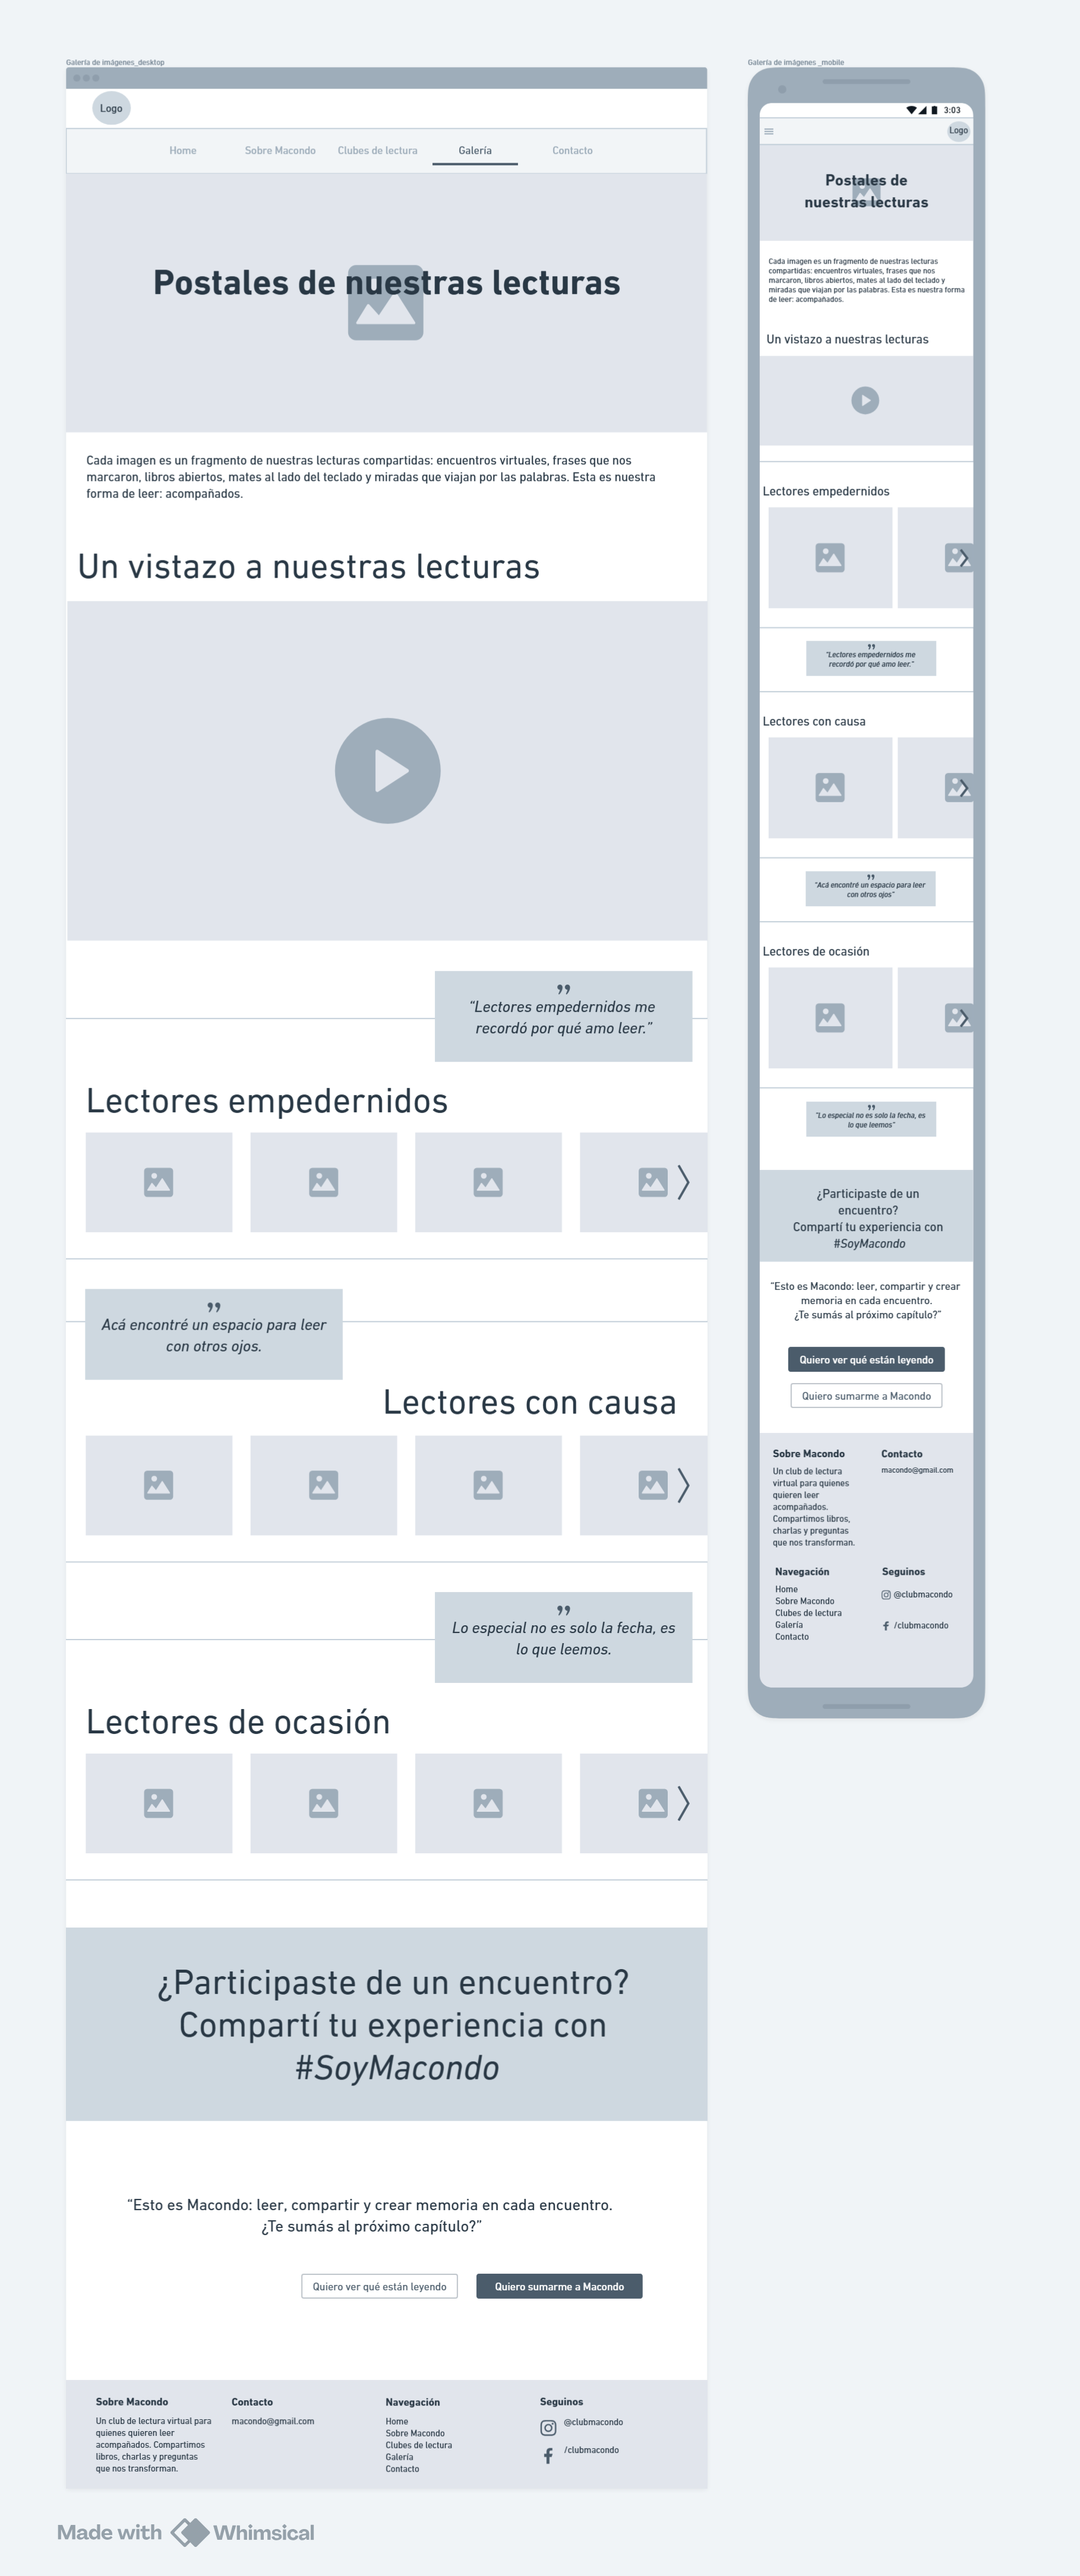 Galería de imágenes_desktop
Logo
Home
Sobre Macondo
Clubes de lectura
Galería
Contacto
Postales de nuestras lecturas
Cada imagen es un fragmento de nuestras lecturas compartidas: encuentros virtuales, frases que nos
marcaron, libros abiertos, mates al lado del teclado y miradas que viajan por las palabras. Esta es nuestra
forma de leer: acompañados.
Un vistazo a nuestras lecturas
”
“Lectores empedernidos me
recordó por qué amo leer.”
Lectores empedernidos
”
Acá encontré un espacio para leer
con otros ojos.
Lectores con causa
”
Lo especial no es solo la fecha, es
lo que leemos.
Lectores de ocasión
¿Participaste de un encuentro?
Compartí tu experiencia con
#SoyMacondo
“Esto es Macondo: leer, compartir y crear memoria en cada encuentro.
¿Te sumás al próximo capítulo?”
Quiero ver qué están leyendo
Quiero sumarme a Macondo
Sobre Macondo
Un club de lectura virtual para
quienes quieren leer
acompañados. Compartimos
libros, charlas y preguntas
que nos transforman.
Contacto
macondo@gmail.com
Navegación
Home
Sobre Macondo
Clubes de lectura
Galería
Contacto
Seguinos
@clubmacondo
/clubmacondo
Galería de imágenes _mobile
3:03
Logo
Postales de
nuestras lecturas
Cada imagen es un fragmento de nuestras lecturas
compartidas: encuentros virtuales, frases que nos
marcaron, libros abiertos, mates al lado del teclado y
miradas que viajan por las palabras. Esta es nuestra forma
de leer: acompañados.
Un vistazo a nuestras lecturas
Lectores empedernidos
”
“Lectores empedernidos me
recordó por qué amo leer.”
Lectores con causa
”
“Acá encontré un espacio para leer
con otros ojos”
Lectores de ocasión
”
“Lo especial no es solo la fecha, es
lo que leemos”
¿Participaste de un
encuentro?
Compartí tu experiencia con
#SoyMacondo
“Esto es Macondo: leer, compartir y crear
memoria en cada encuentro.
¿Te sumás al próximo capítulo?”
Quiero ver qué están leyendo
Quiero sumarme a Macondo
Sobre Macondo
Un club de lectura
virtual para quienes
quieren leer
acompañados.
Compartimos libros,
charlas y preguntas
que nos transforman.
Contacto
macondo@gmail.com
Navegación
Home
Sobre Macondo
Clubes de lectura
Galería
Contacto
Seguinos
@clubmacondo
/clubmacondo
Made with Whimsical